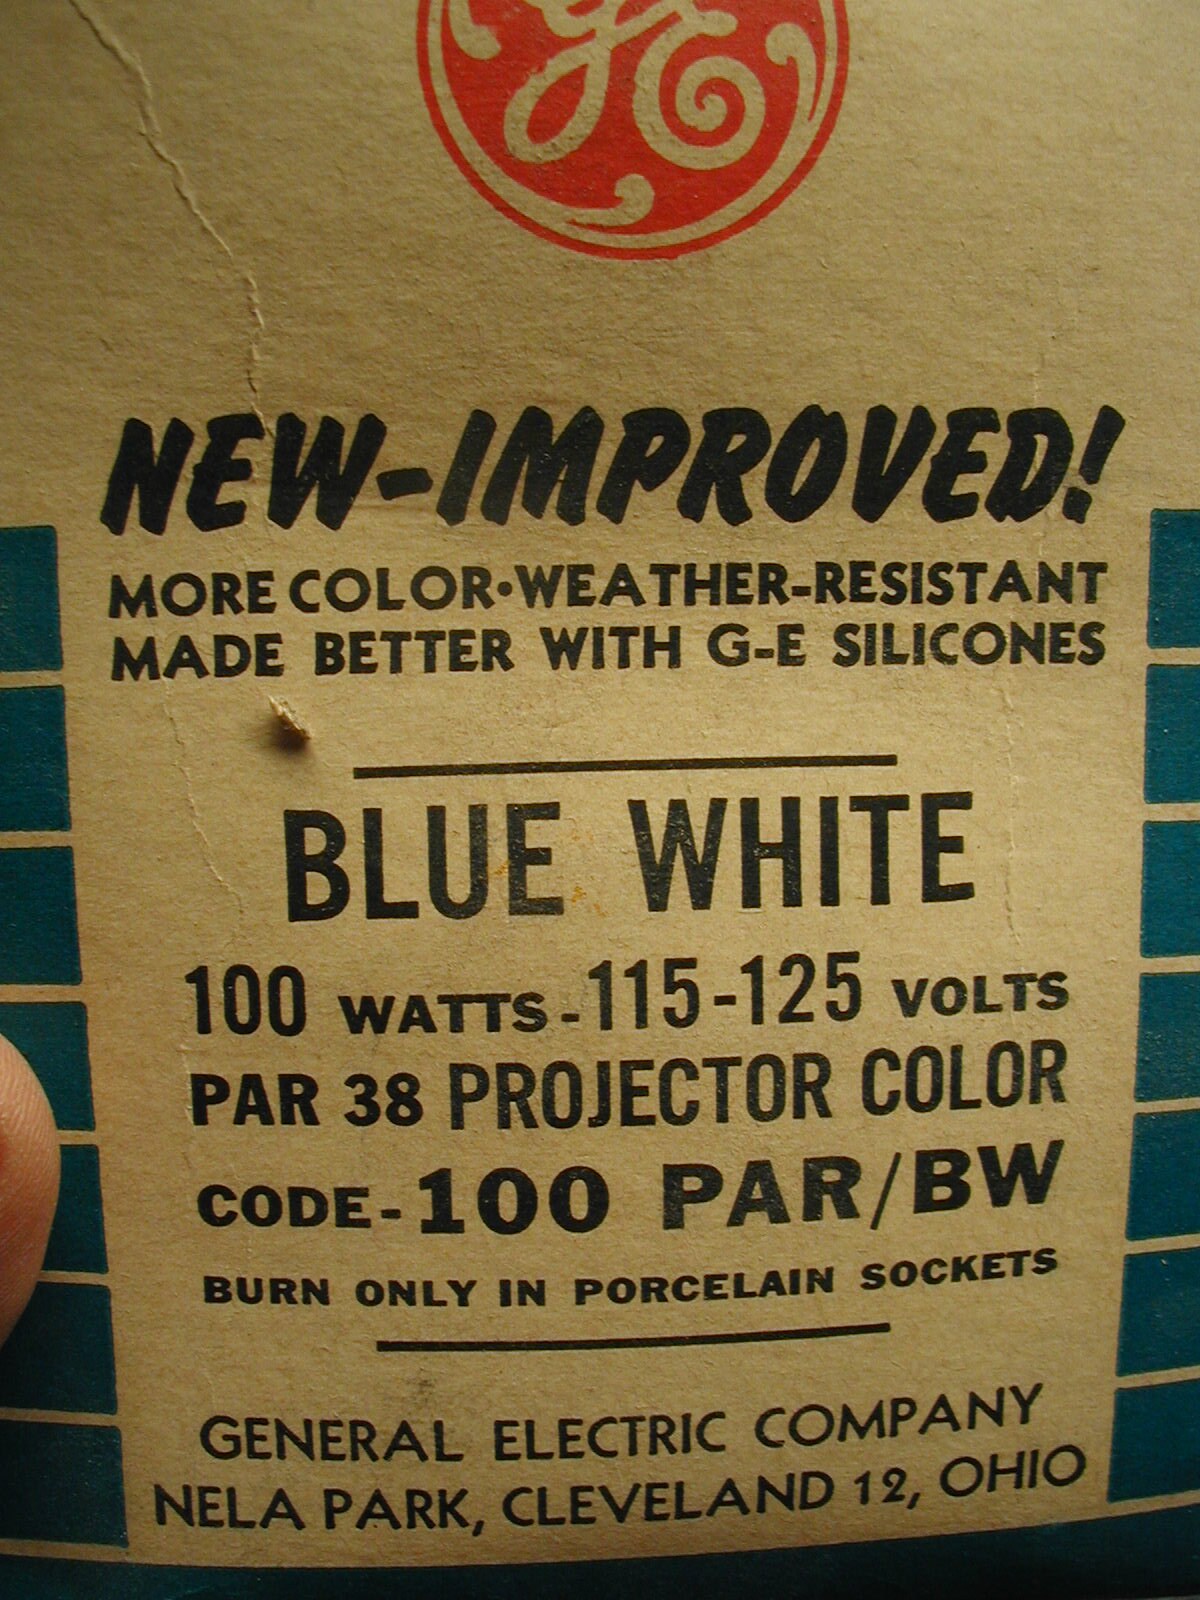 GE
NEW-IMPROVED!
MORE COLOR•WEATHER-RESISTANT
MADE BETTER WITH G-E SILICONES
BLUE WHITE
100 WATTS-115-125 VOLTS
PAR 38 PROJECTOR COLOR
CODE-100 PAR/BW
BURN ONLY IN PORCELAIN SOCKETS
GENERAL ELECTRIC COMPANY
NELA PARK, CLEVELAND 12, OHIO